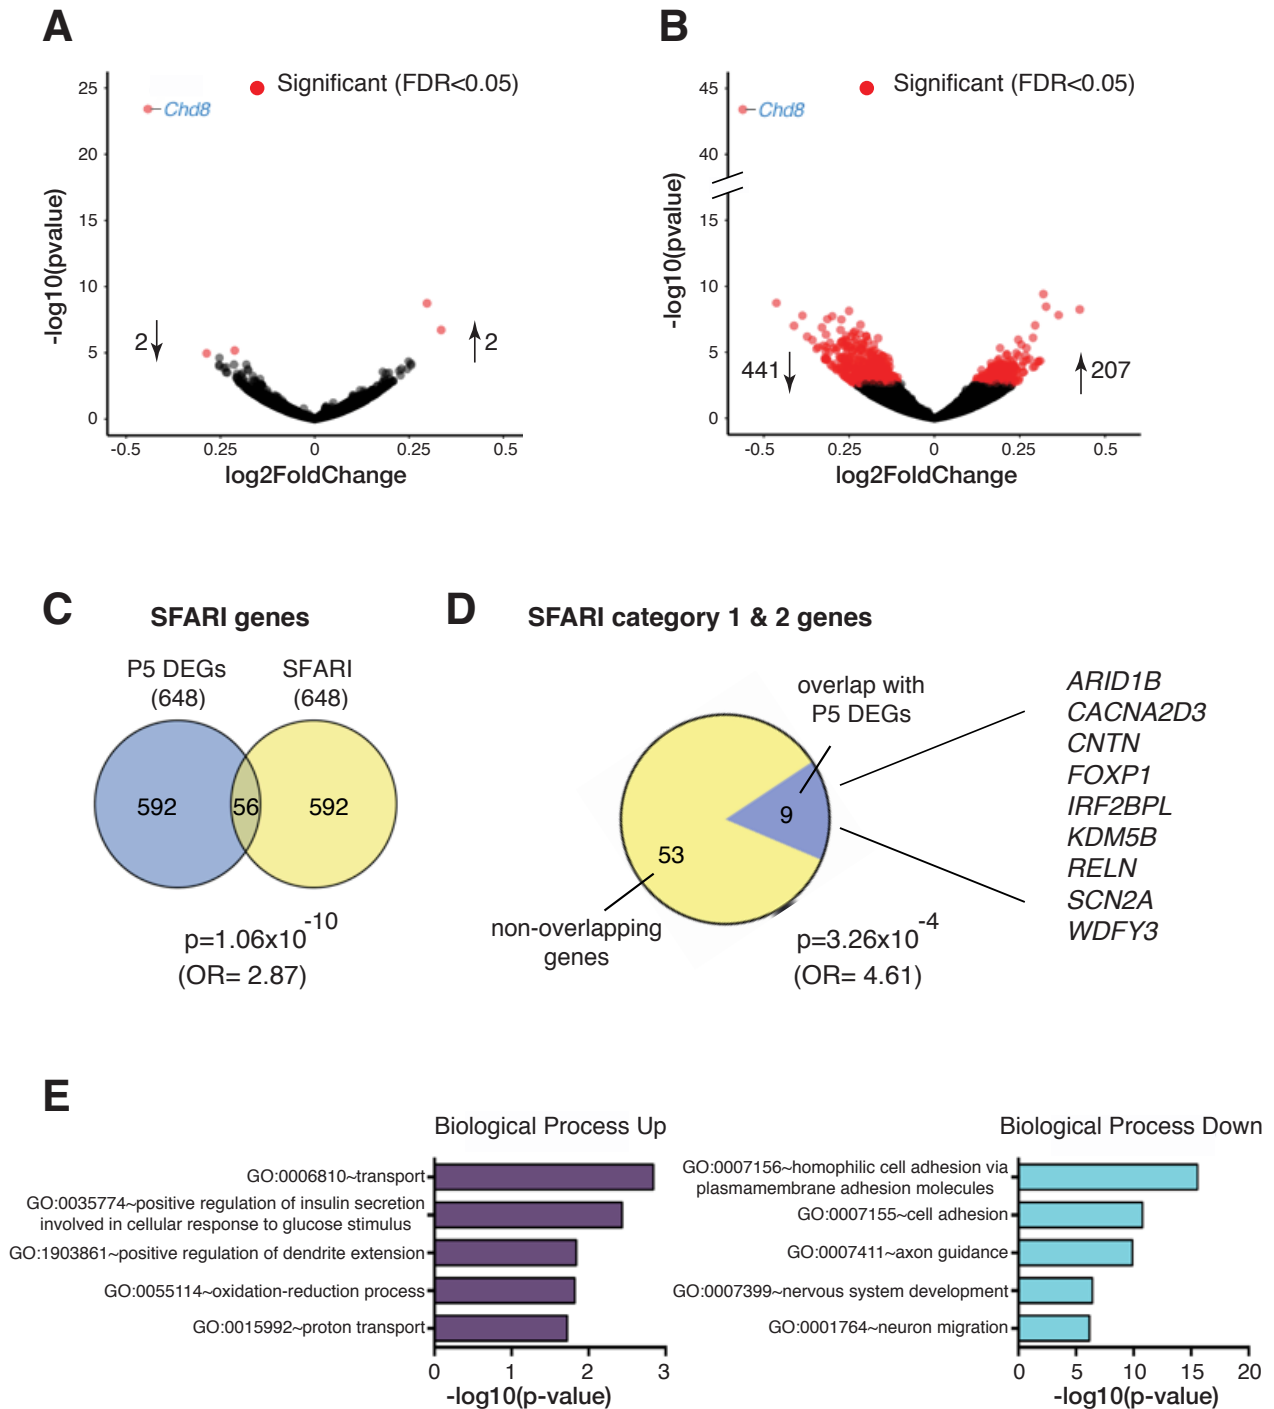 A
Significant (FDR<0.05)
Chd8
25
20
15
10
5
0
-log10(pvalue)
2
2
-0.5
0.25
0
0.25
0.5
log2FoldChange
B
Significant (FDR<0.05)
Chd8
45
40
15
10
5
0
-log10(pvalue)
441
207
-0.5
0.25
0
0.25
0.5
log2FoldChange
C
SFARI genes
P5 DEGs
(648)
SFARI
(648)
592
56
592
p=1.06x10-10
(OR= 2.87)
D
SFARI category 1 & 2 genes
overlap with
P5 DEGs
9
53
non-overlapping
genes
p=3.26x10-4
(OR= 4.61)
ARID1B
CACNA2D3
CNTN
FOXP1
IRF2BPL
KDM5B
RELN
SCN2A
WDFY3
E
Biological Process Up
GO:0006810~transport
GO:0035774~positive regulation of insulin secretion
involved in cellular response to glucose stimulus
GO:1903861~positive regulation of dendrite extension
GO:0055114~oxidation-reduction process
GO:0015992~proton transport
0
1
2
3
-log10(p-value)
Biological Process Down
GO:0007156~homophilic cell adhesion via
plasmamembrane adhesion molecules
GO:0007155~cell adhesion
GO:0007411~axon guidance
GO:0007399~nervous system development
GO:0001764~neuron migration
0
5
10
15
20
-log10(p-value)